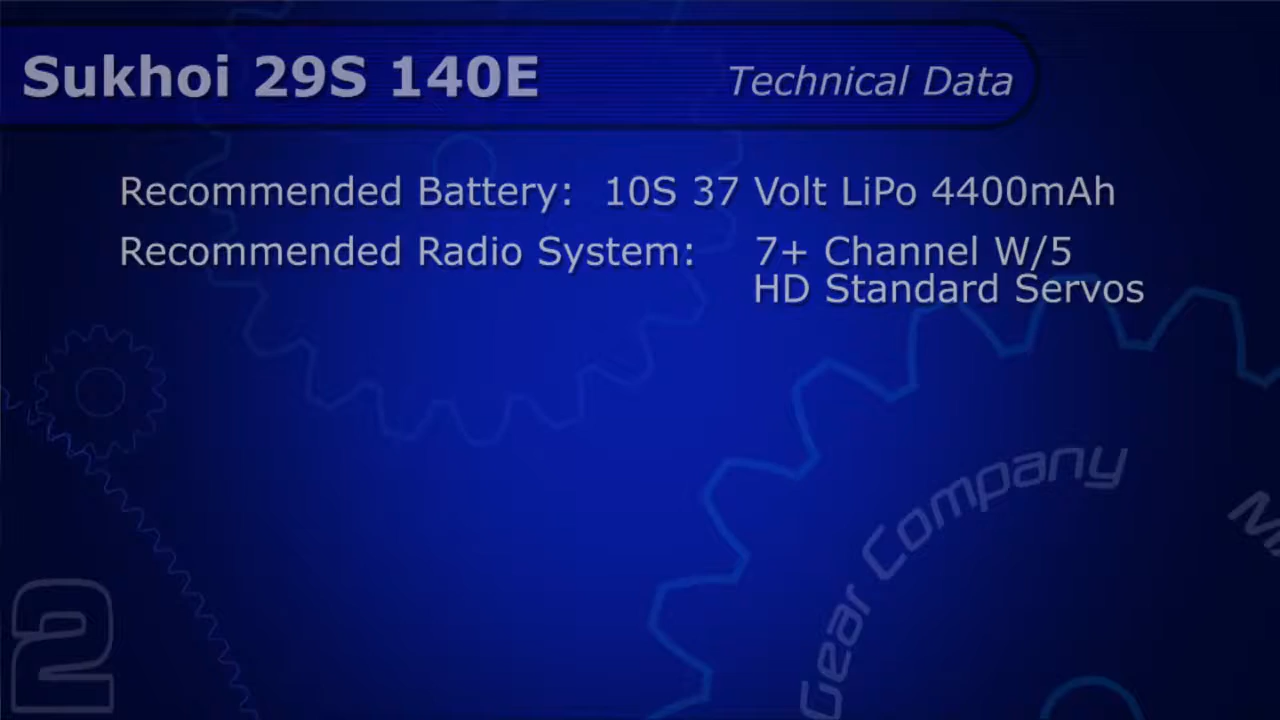 Sukhoi 29S 140E
Technical Data
Recommended Battery: 10S 37 Volt LiPo 4400mAh
Recommended Radio System: 7+ Channel W/5
HD Standard Servos
Gear Company
2